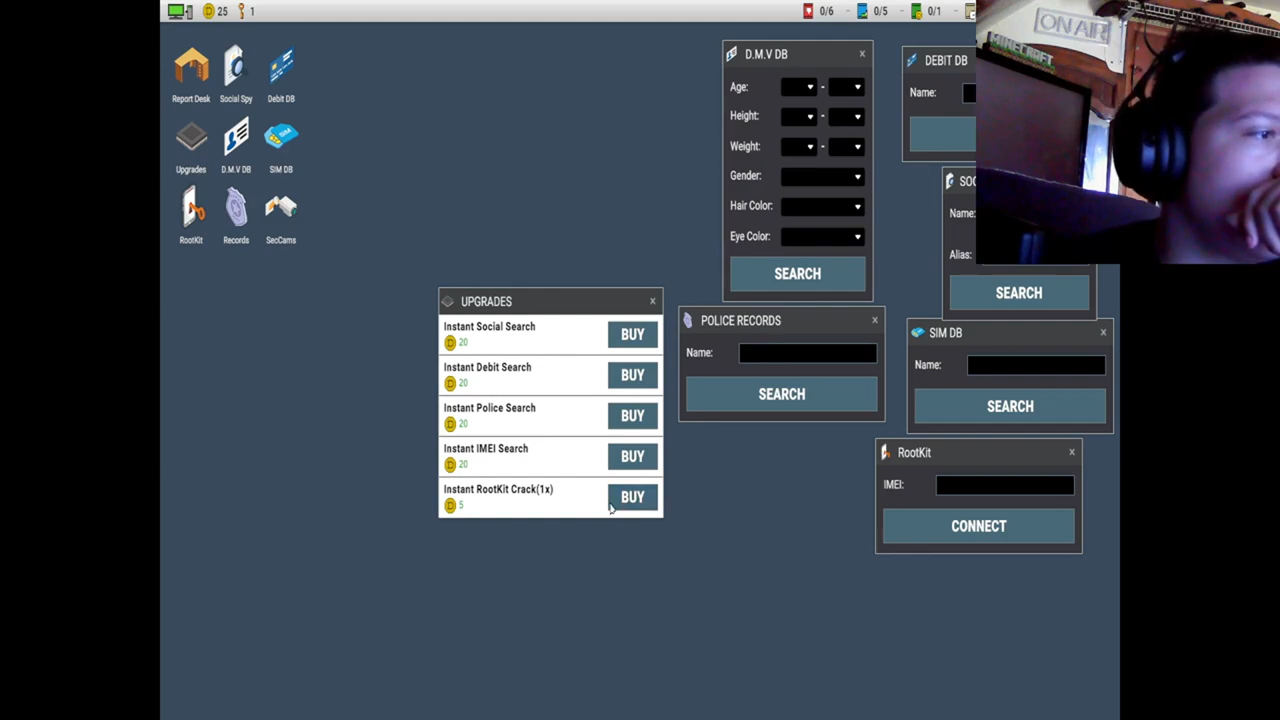 25 1
0/6 - 0/5 - 0/1 -
Report Desk Social Spy Debit DB
Upgrades D.M.V DB SIM DB
RootKit Records SecCams
D.M.V DB x
Age: -
Height: -
Weight: -
Gender:
Hair Color:
Eye Color:
SEARCH
DEBIT DB
Name:
ON AIR
MINECRAFT
Name:
Alias:
SEARCH
UPGRADES x
Instant Social Search
20
BUY
Instant Debit Search
20
BUY
Instant Police Search
20
BUY
Instant IMEI Search
20
BUY
Instant RootKit Crack(1x)
5
BUY
POLICE RECORDS x
Name:
SEARCH
SIM DB x
Name:
SEARCH
RootKit x
IMEI:
CONNECT